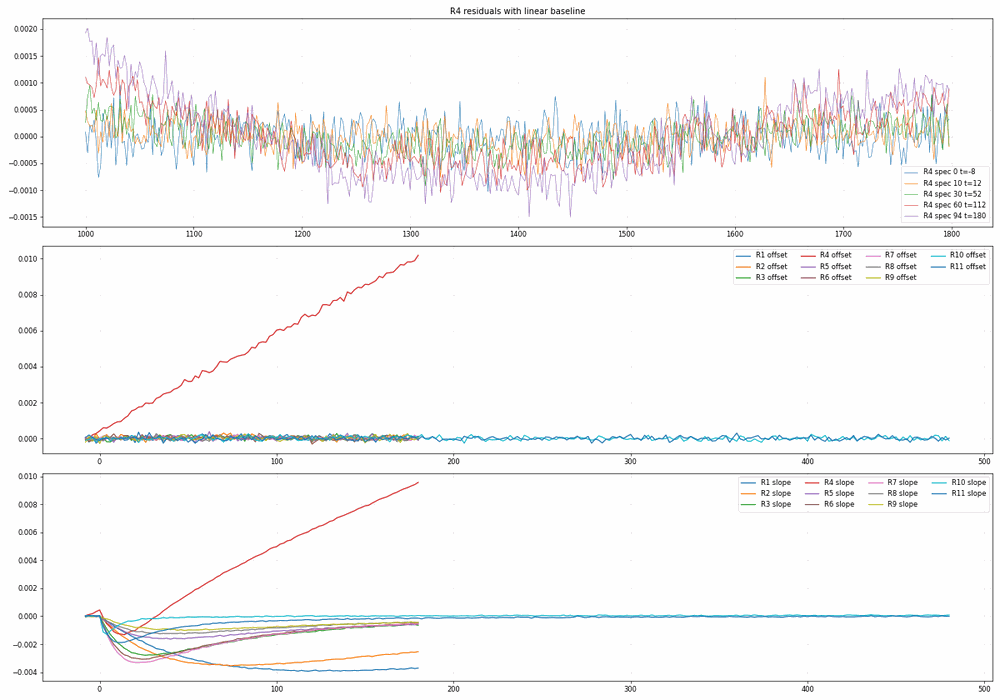 R4 residuals with linear baseline
0.0020
0.0015
0.0010
0.0005
0.0000
−0.0005
−0.0010
−0.0015
R4 spec 0 t=-8
R4 spec 10 t=12
R4 spec 30 t=52
R4 spec 60 t=112
R4 spec 94 t=180
1000 1100 1200 1300 1400 1500 1600 1700 1800
0.010
0.008
0.006
0.004
0.002
0.000
R1 offset R4 offset R7 offset R10 offset
R2 offset R5 offset R8 offset R11 offset
R3 offset R6 offset R9 offset
0 100 200 300 400 500
0.010
0.008
0.006
0.004
0.002
0.000
−0.002
−0.004
R1 slope R4 slope R7 slope R10 slope
R2 slope R5 slope R8 slope R11 slope
R3 slope R6 slope R9 slope
0 100 200 300 400 500